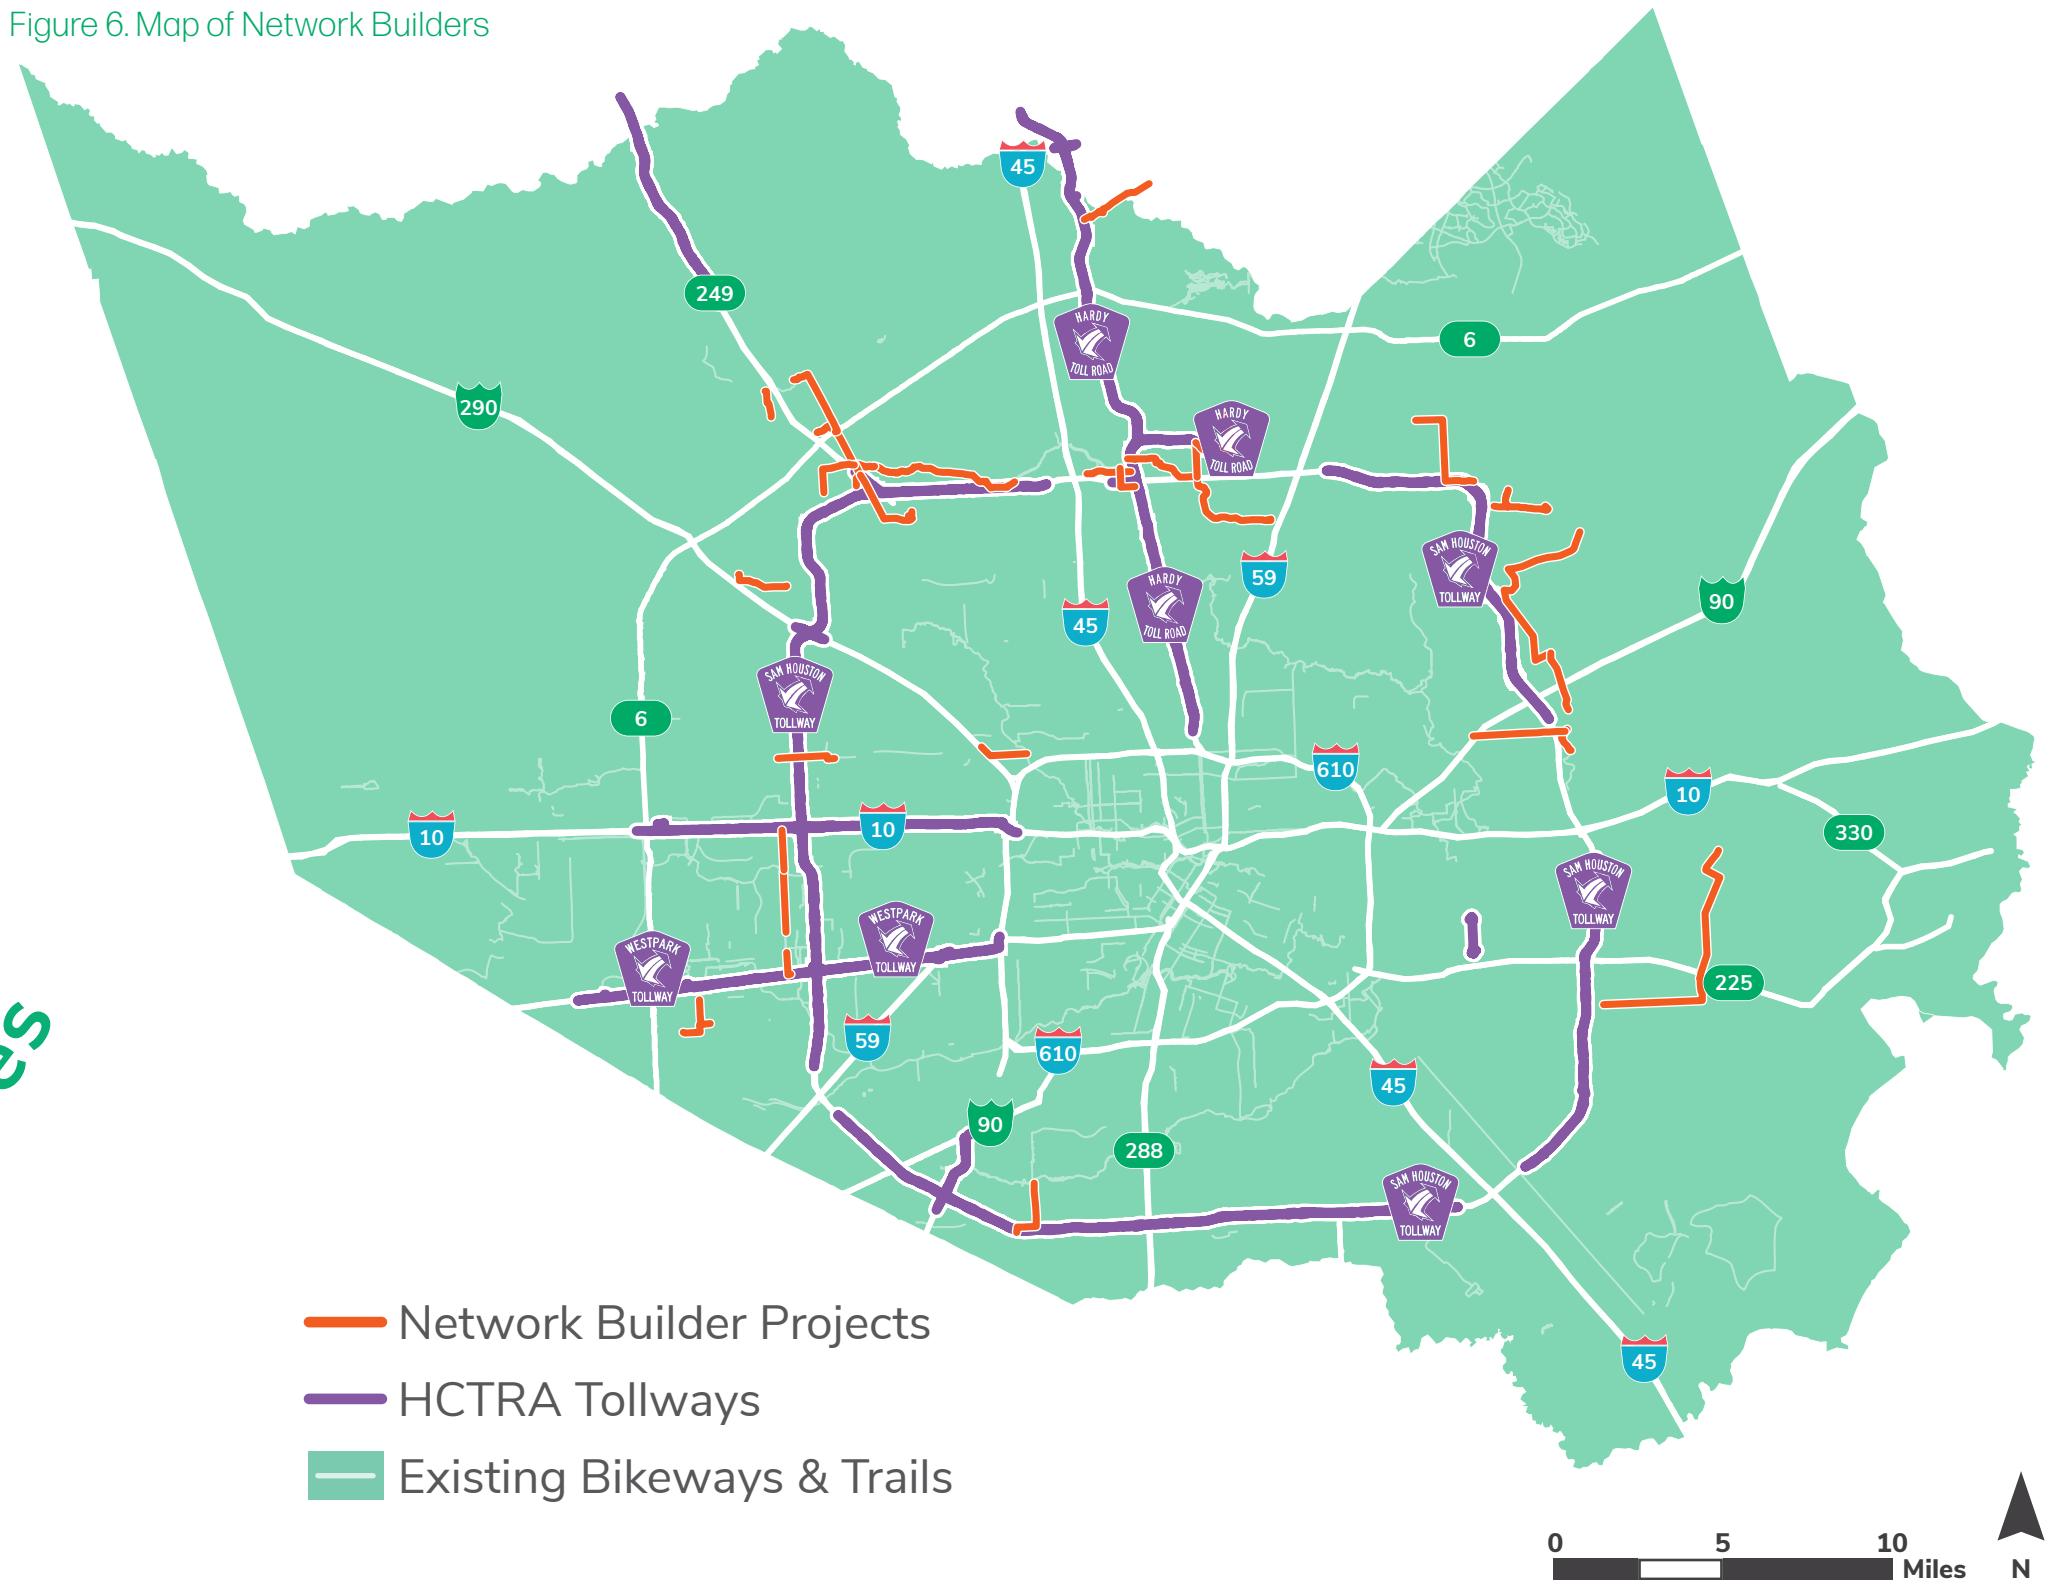 Figure 6. Map of Network Builders
45
249
HARDY
TOLL ROAD
6
290
HARDY
TOLL ROAD
SAM HOUSTON
TOLLWAY
59
HARDY
TOLL ROAD
45
90
SAM HOUSTON
TOLLWAY
6
610
10
10
10
330
SAM HOUSTON
TOLLWAY
WESTPARK
TOLLWAY
WESTPARK
TOLLWAY
225
es
59
610
45
90
288
SAM HOUSTON
TOLLWAY
45
Network Builder Projects
HCTRA Tollways
Existing Bikeways & Trails
0 5 10
Miles N